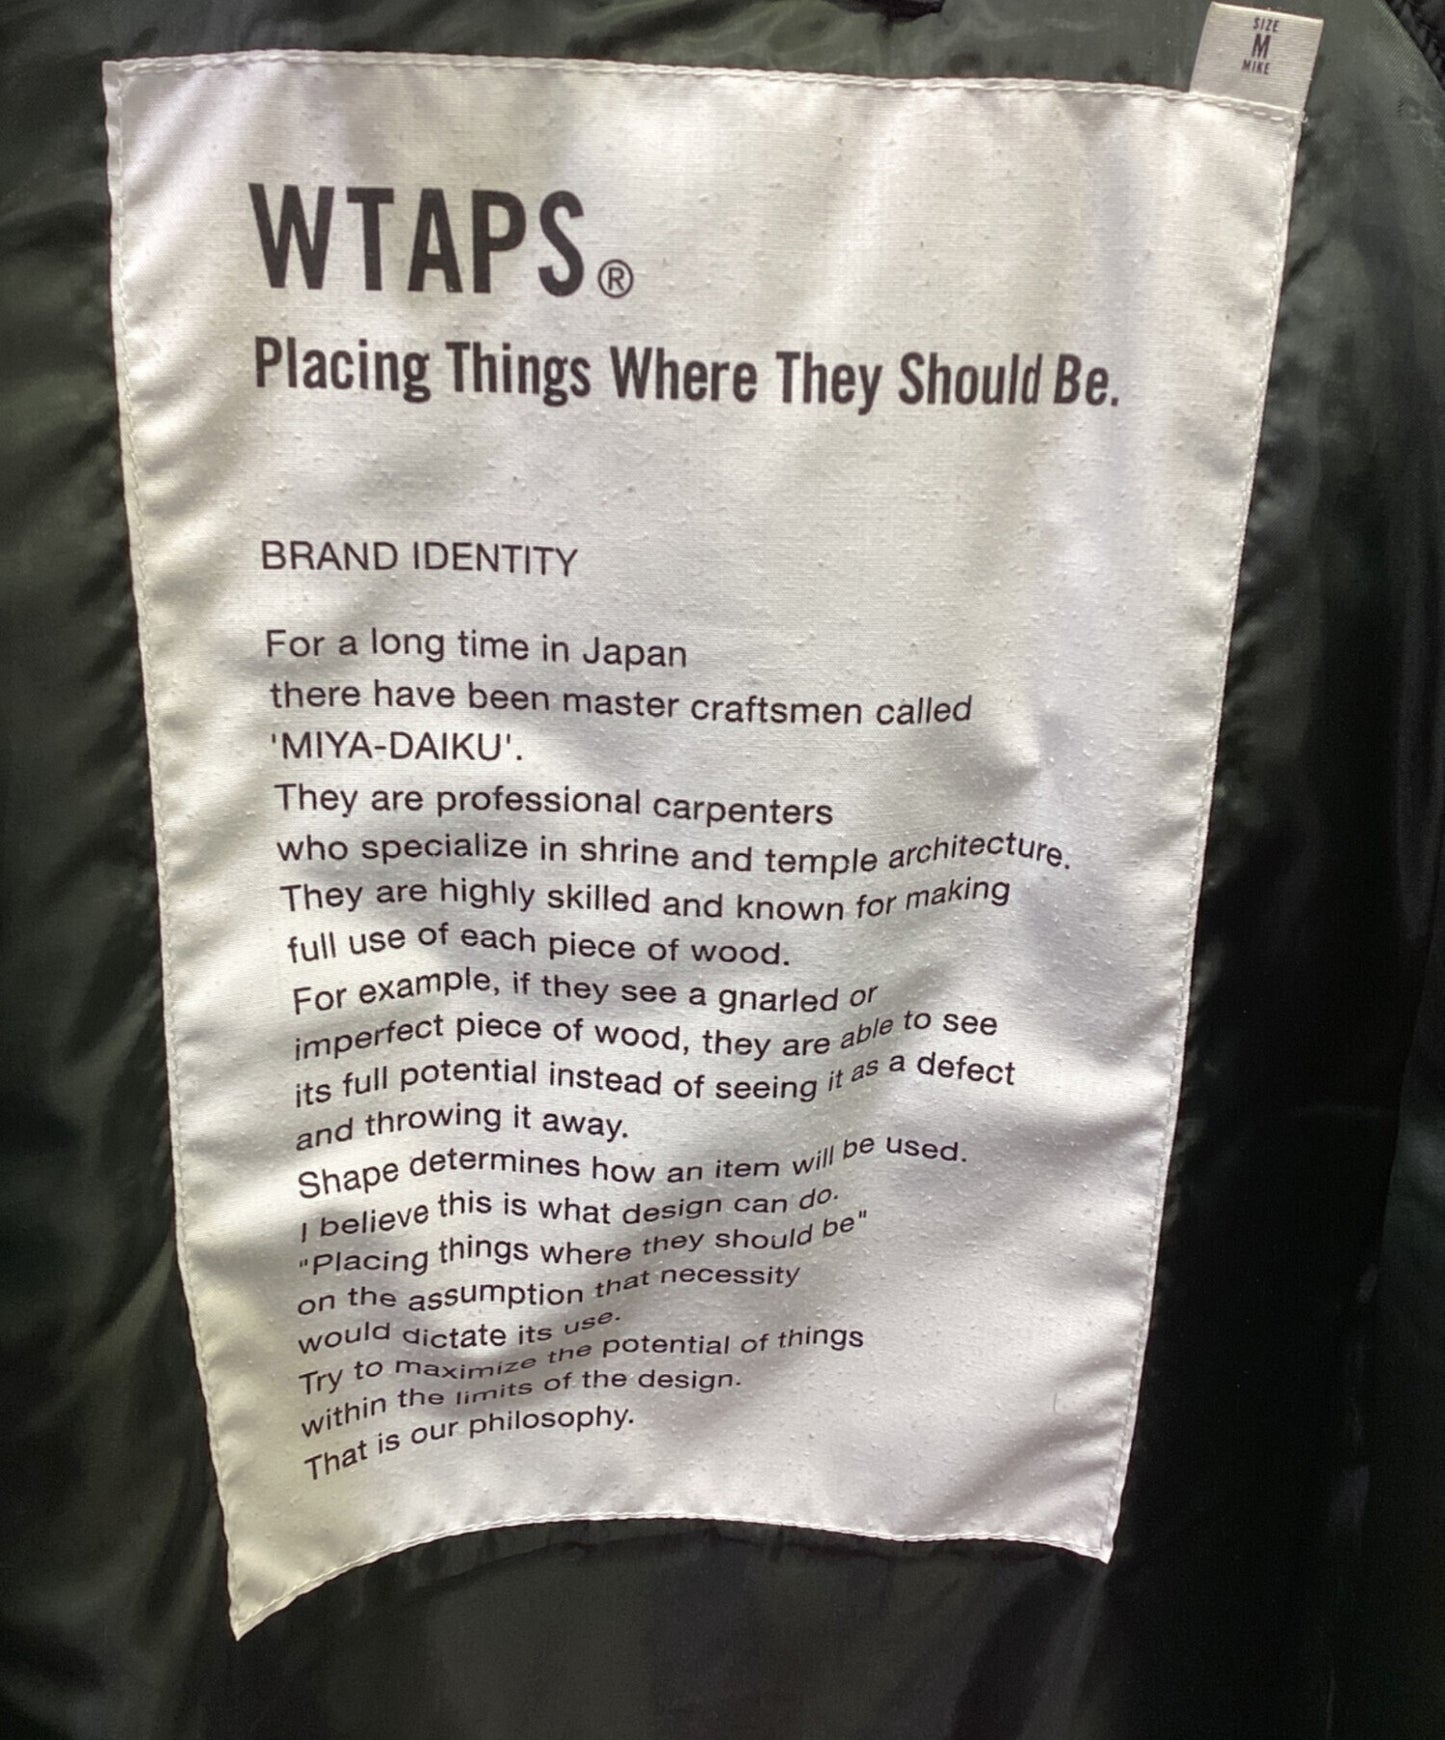 SIZE
M
MIKE
WTAPS®
Placing Things Where They Should Be.
BRAND IDENTITY
For a long time in Japan
there have been master craftsmen called
'MIYA-DAIKU'.
They are professional carpenters
who specialize in shrine and temple architecture.
They are highly skilled and known for making
full use of each piece of wood.
For example, if they see a gnarled or
imperfect piece of wood, they are able to see
its full potential instead of seeing it as a defect
and throwing it away.
Shape determines how an item will be used.
I believe this is what design can do.
"Placing things where they should be"
on the assumption that necessity
would dictate its use.
Try to maximize the potential of things
within the limits of the design.
That is our philosophy.